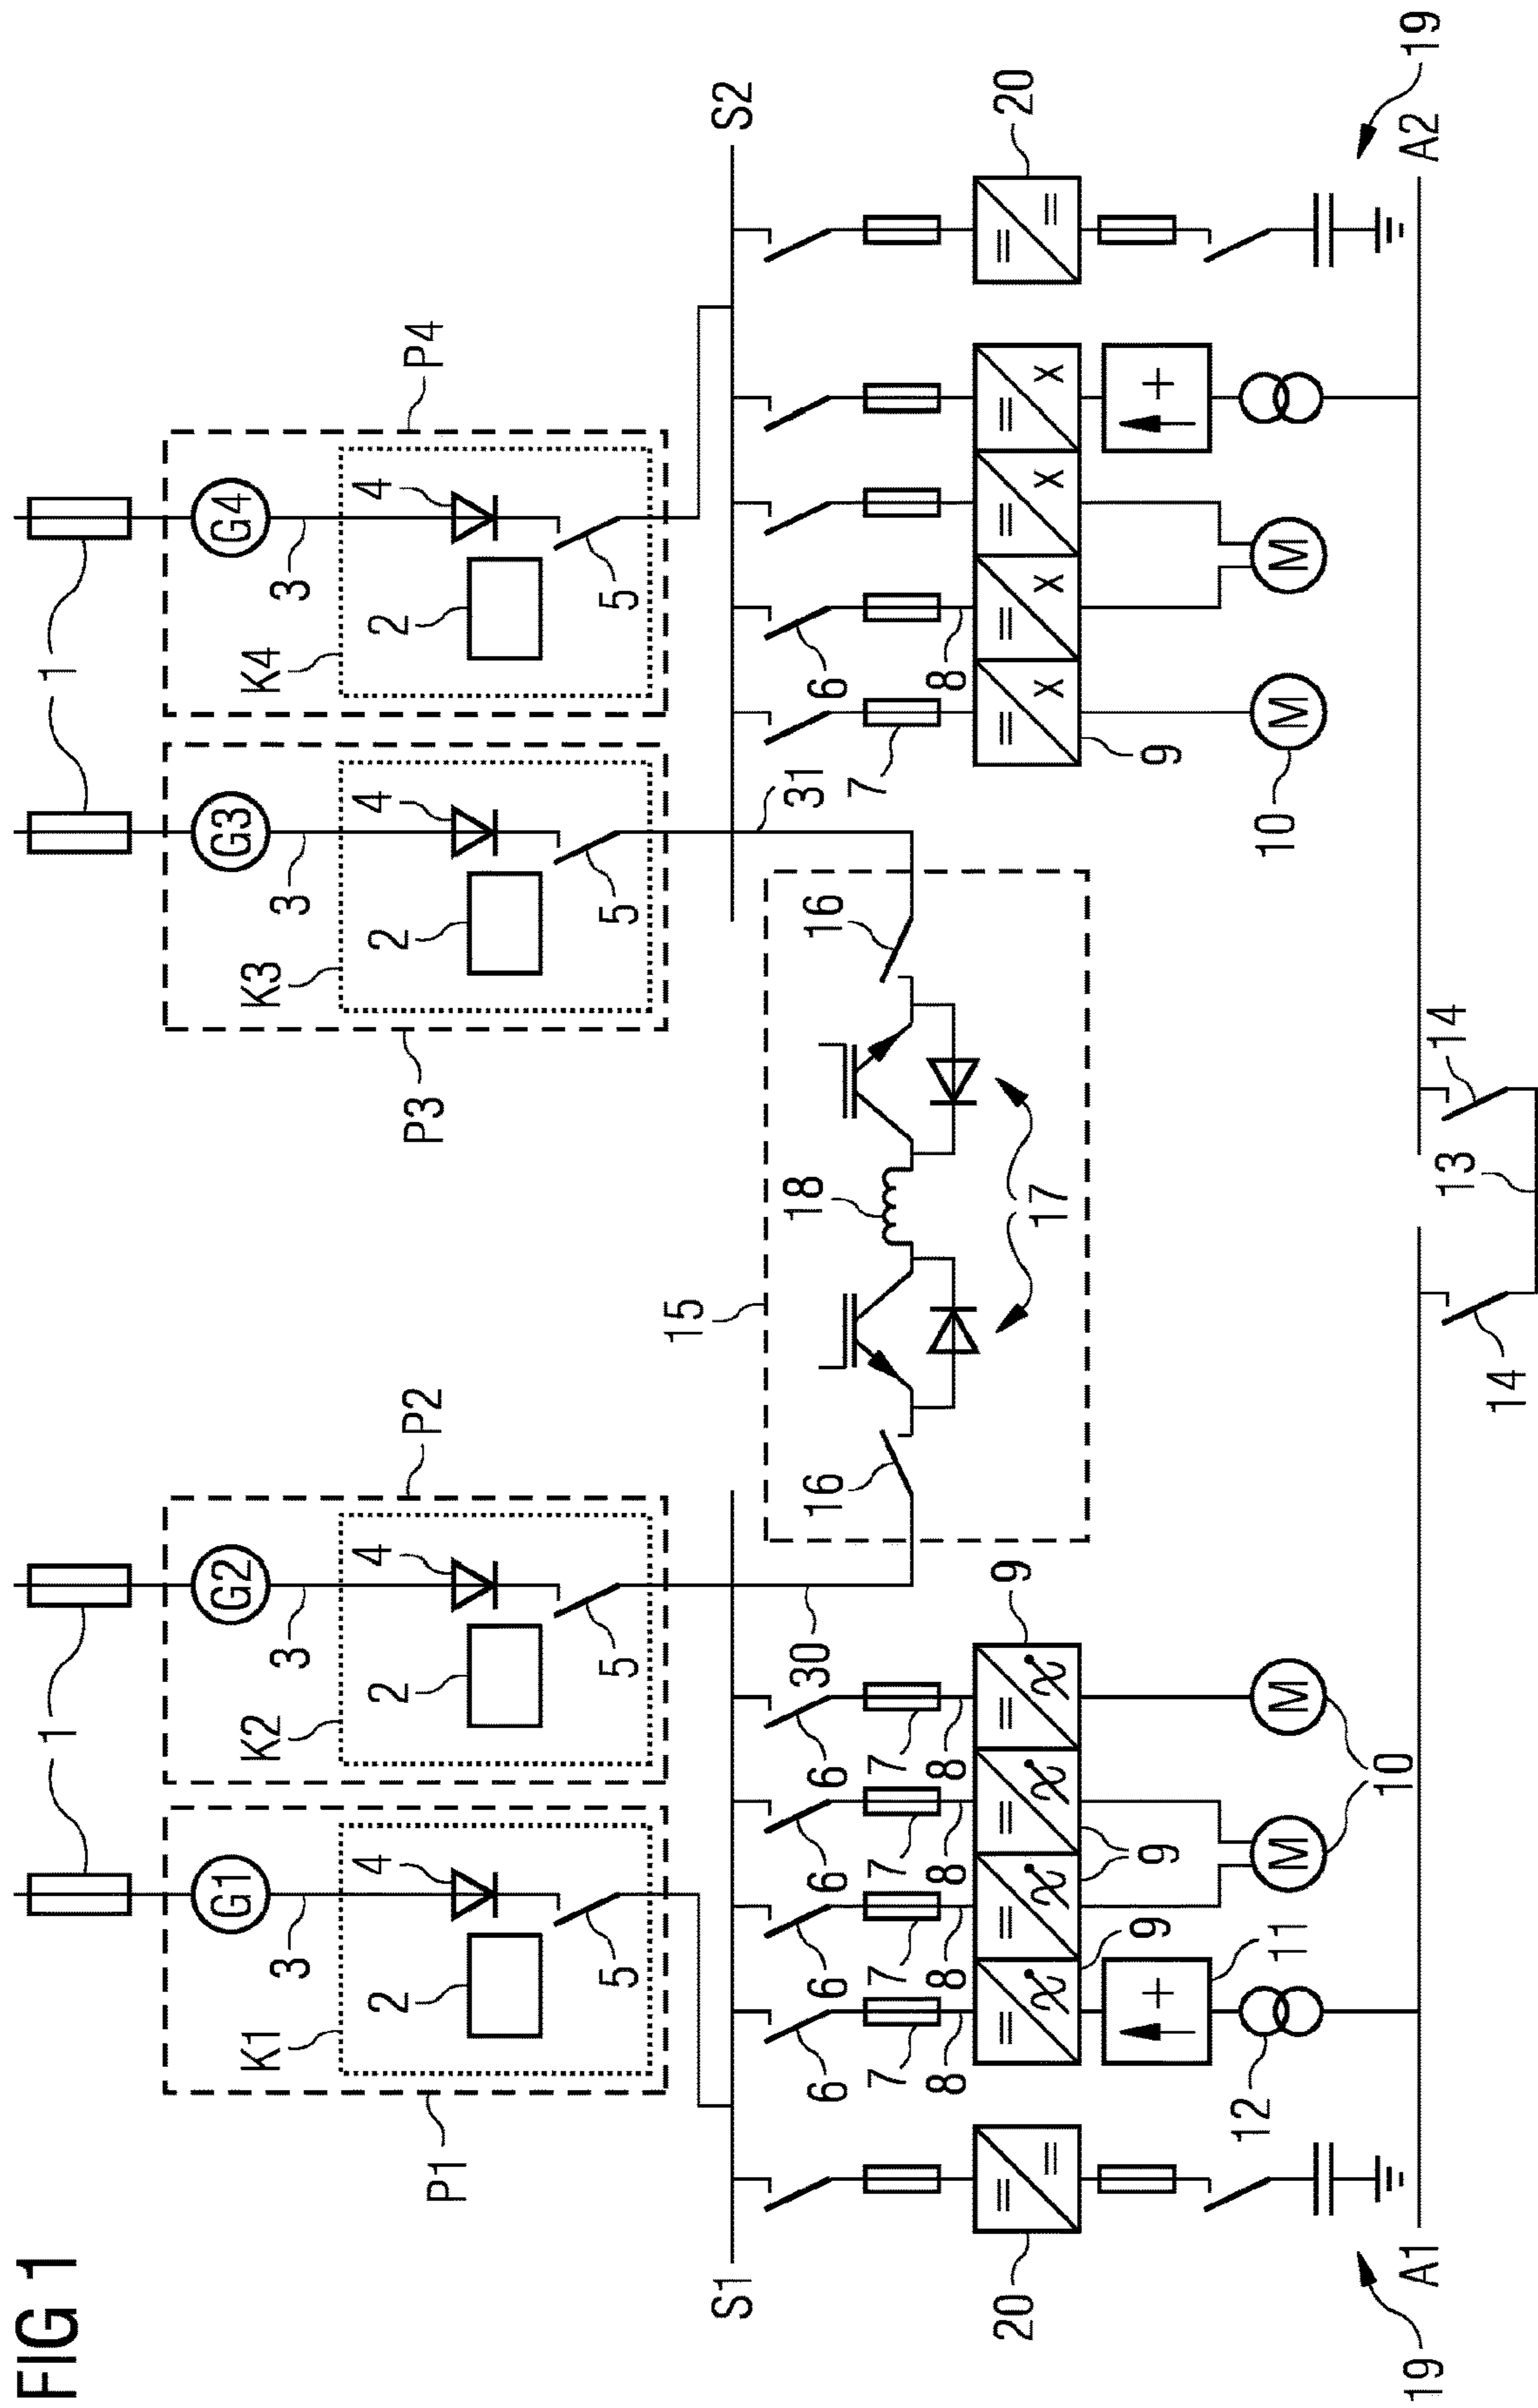 FIG 1
1 1
G1 G2 G3 G4
K1 K2 K3 K4
3 3 3 3
4 4 4 4
2 2 2 2
P1 P2 P3 P4
5 5 5 5
15
S1 S2
30 18 31
6 6 6 6 16 16 6
7 7 7 7 7
8 8 8 8 8
20 9 20
= = = = = = = = = =
= x x x x =
17
9 9 9
+ +
12 11
M M M M
10 10
A1 A2
19 14 13 14 19